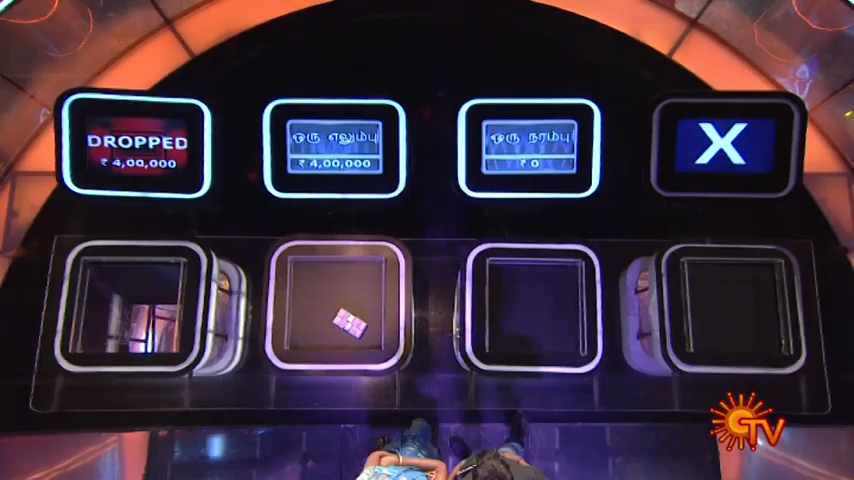 DROPPED
₹ 4,00,000
ஒரு எலும்பு
₹ 4,00,000
ஒரு நரம்பு
₹ 0
X
TV